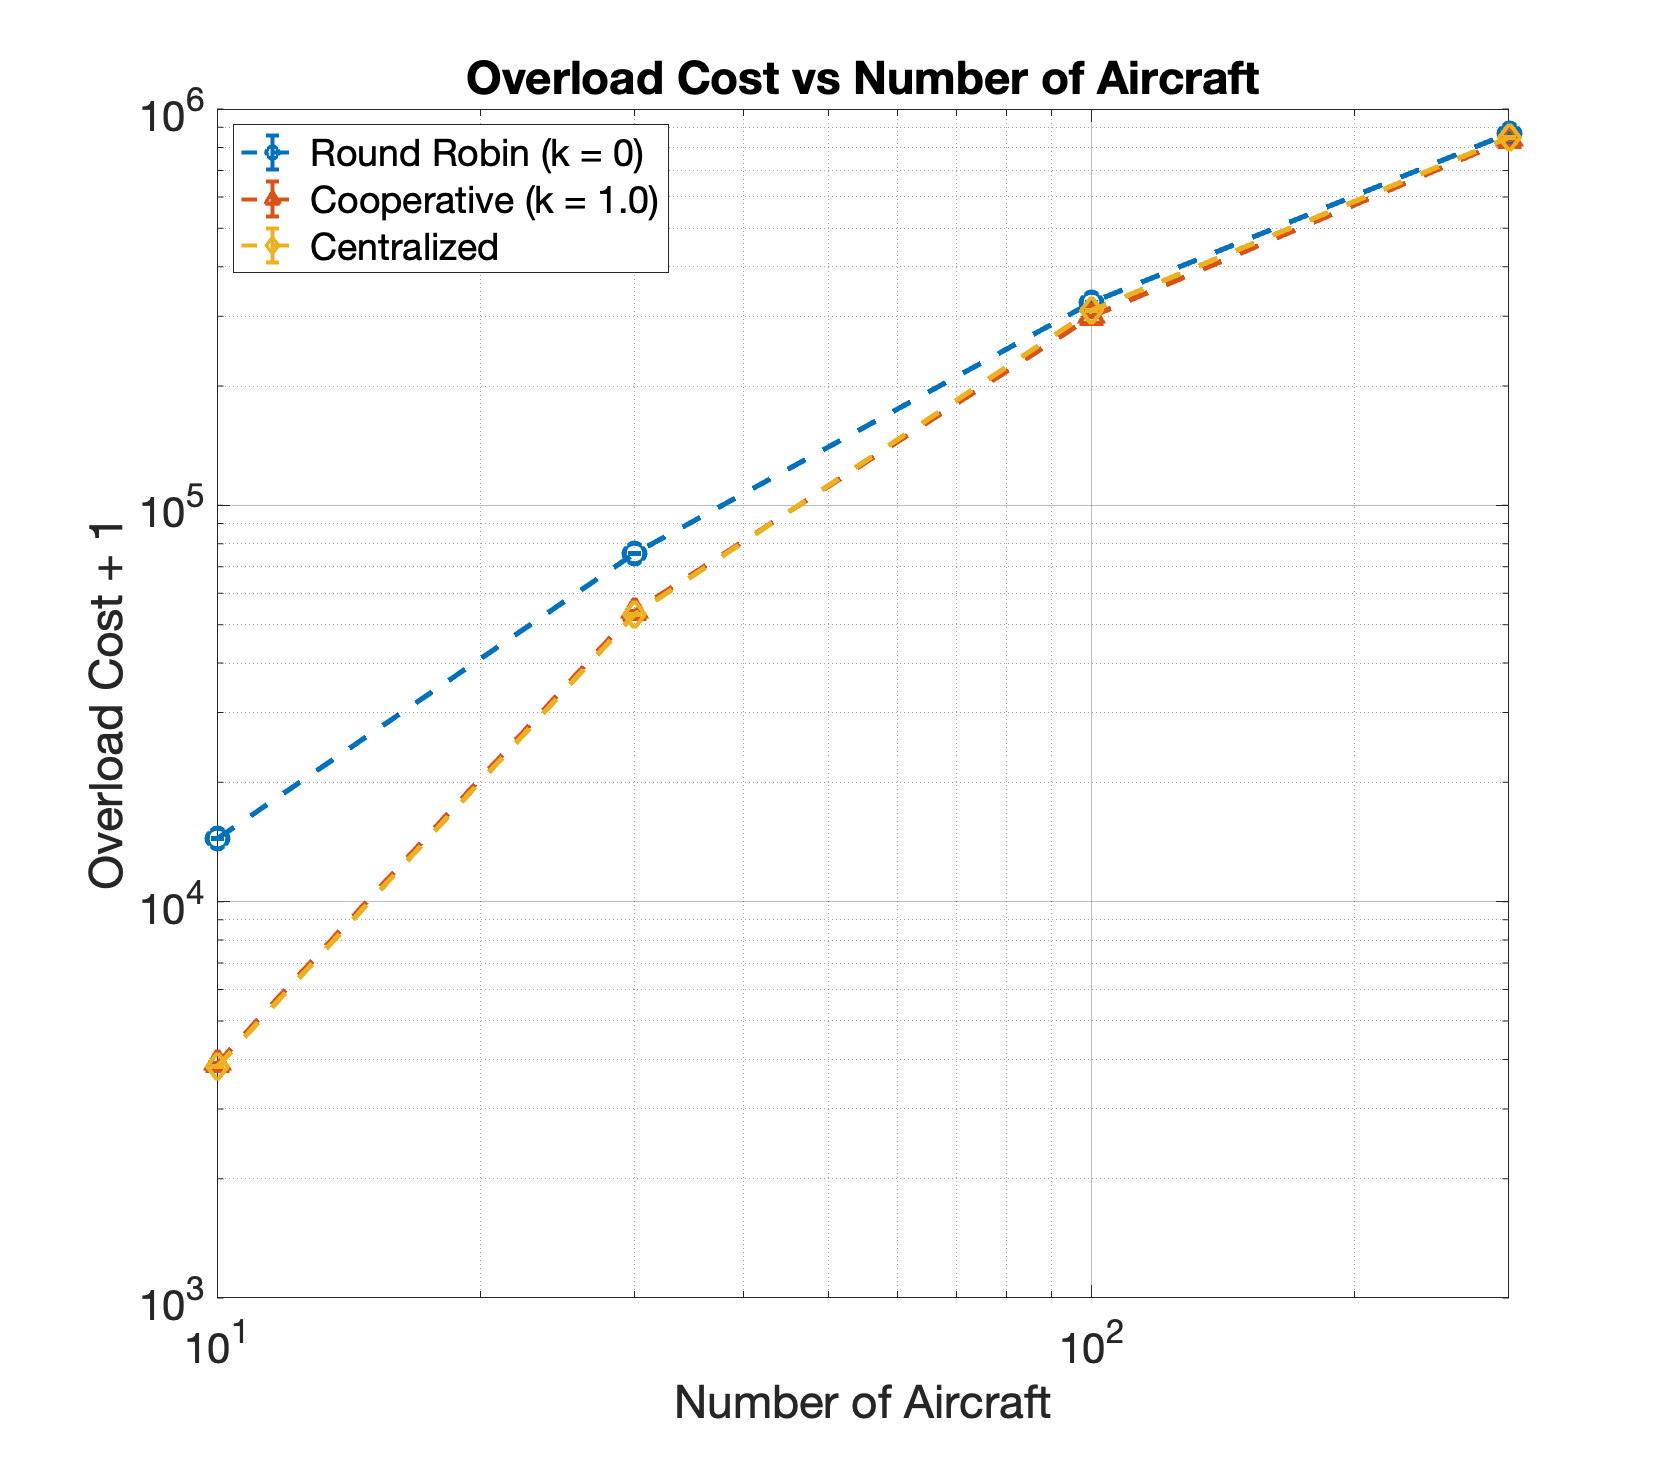 Overload Cost vs Number of Aircraft
10^6
Round Robin (k = 0)
Cooperative (k = 1.0)
Centralized
10^5
Overload Cost + 1
10^4
10^3
10^1
10^2
Number of Aircraft